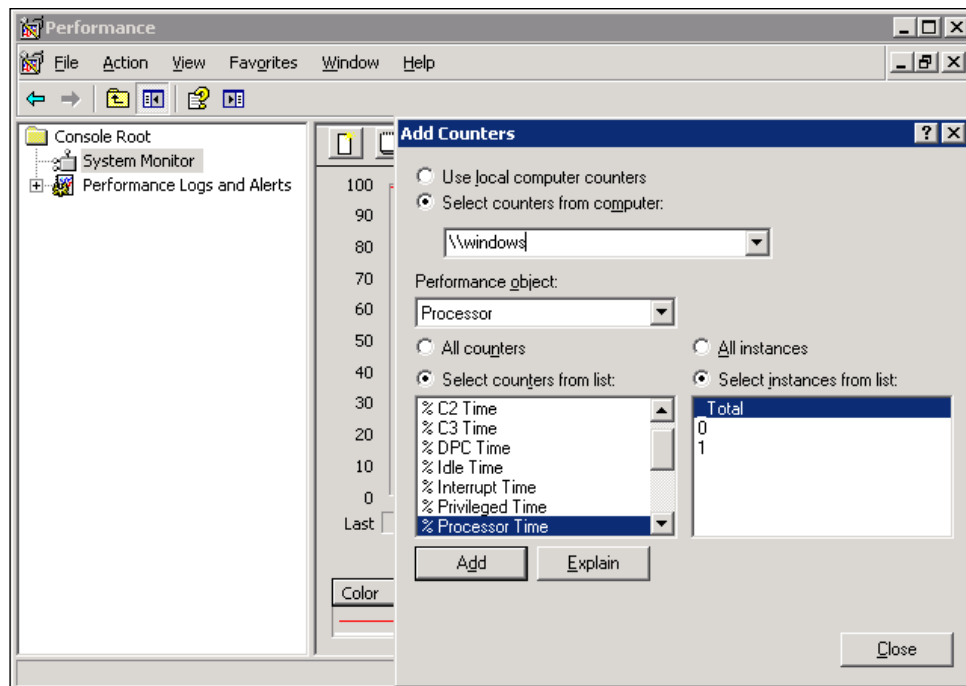 Performance
File Action View Favorites Window Help
Console Root
System Monitor
Performance Logs and Alerts
100
90
80
70
60
50
40
30
20
10
0
Last
Color
Add Counters
Use local computer counters
Select counters from computer:
\\windows
Performance object:
Processor
All counters
Select counters from list:
% C2 Time
% C3 Time
% DPC Time
% Idle Time
% Interrupt Time
% Privileged Time
% Processor Time
All instances
Select instances from list:
_Total
0
1
Add Explain
Close